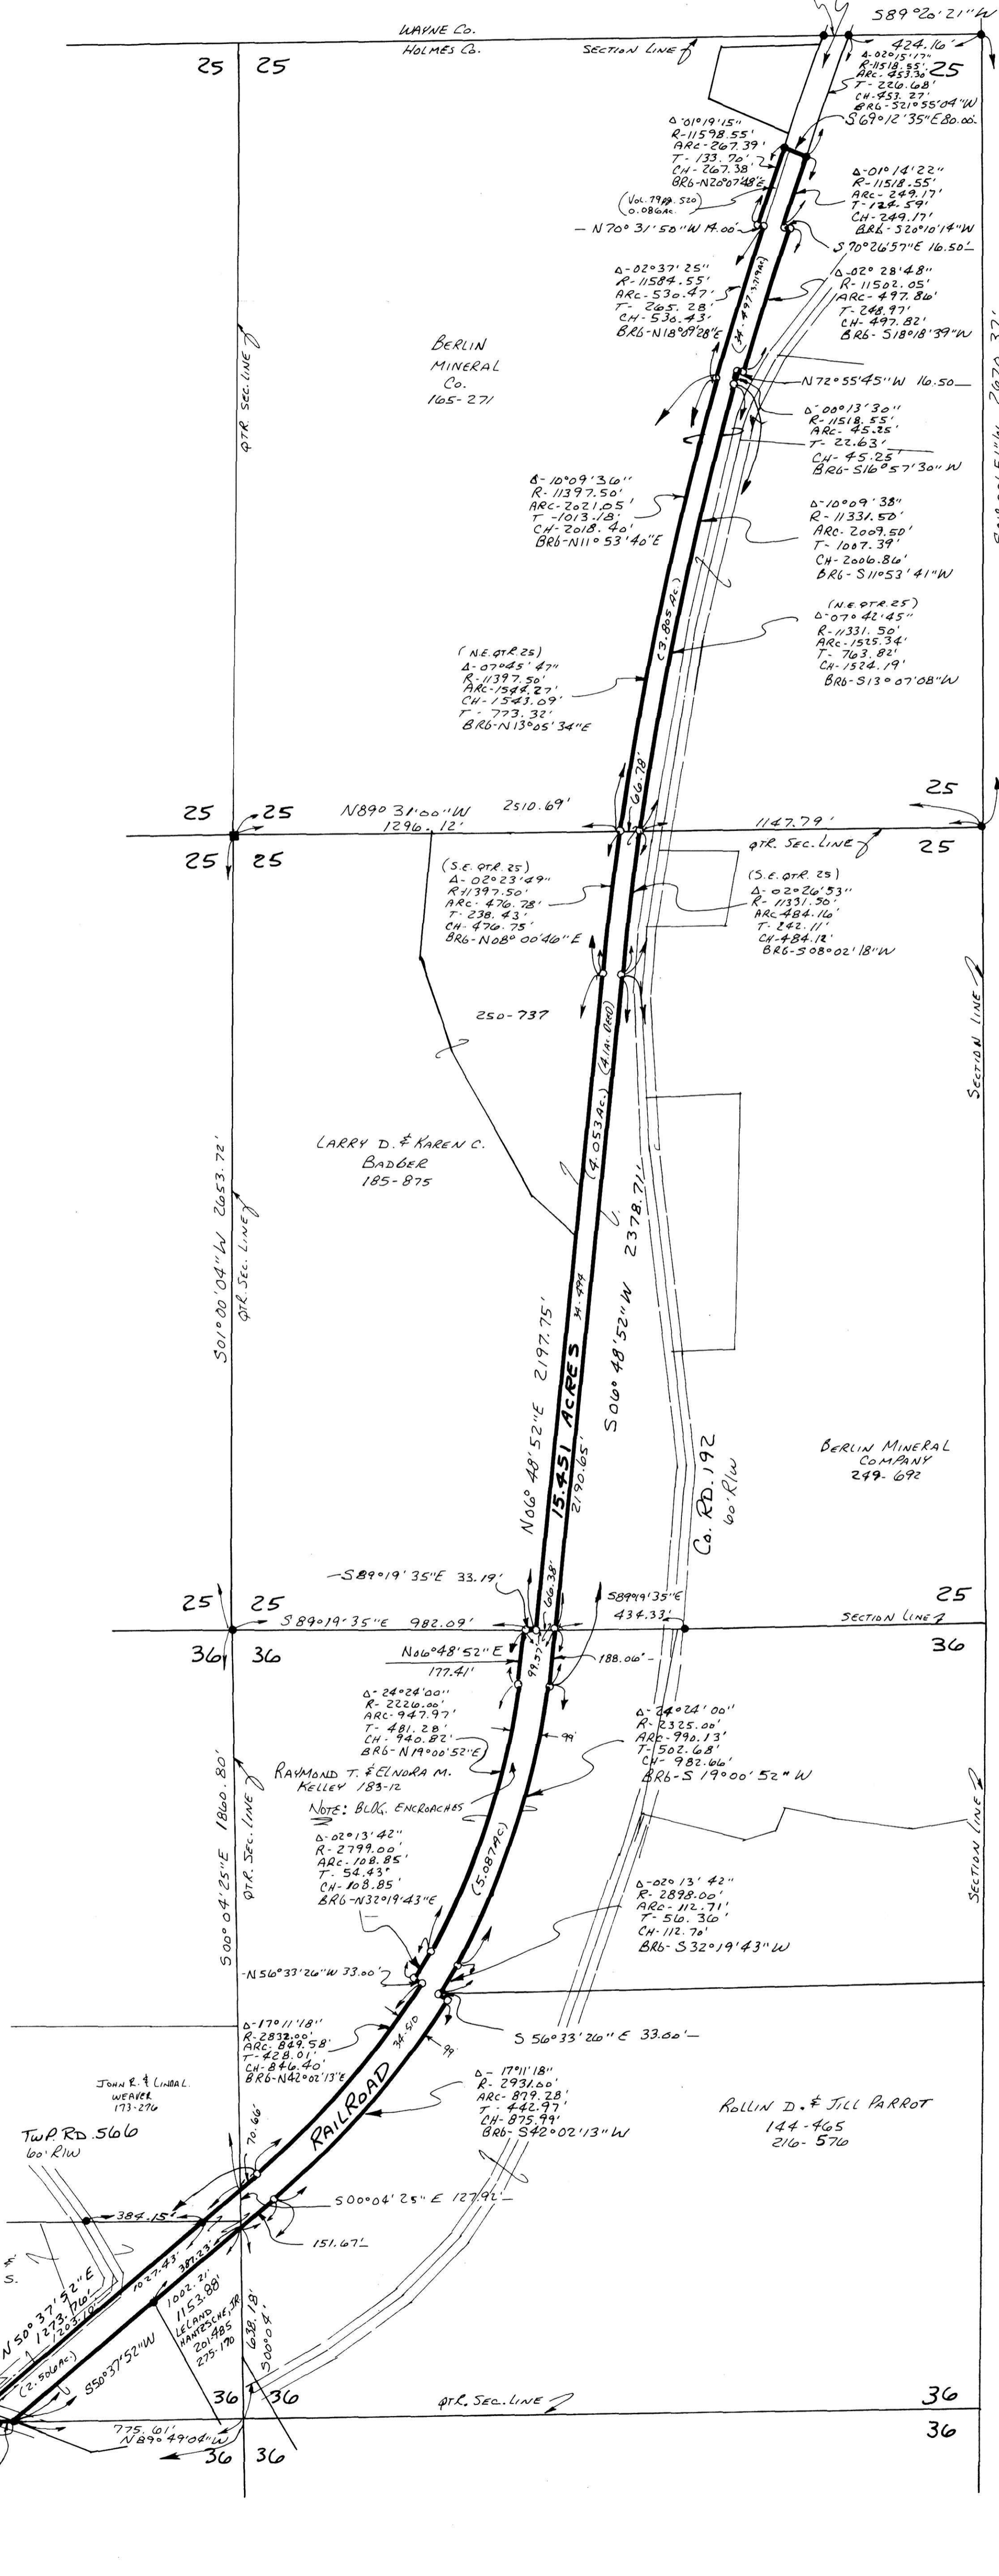 S89°20'21"W
WAYNE CO.
HOLMES CO.
SECTION LINE
424.16'
25 25
25
Δ-02°15'17"
R-11518.55'
ARC-453.30'
T-226.68'
CH-453.27'
BRG-S21°55'04"W
S69°12'35"E 80.00'
Δ-01°19'15"
R-11598.55'
ARC-267.39'
T-133.70'
CH-267.38'
BRG-N20°07'48"E
(Vol. 79 pg. 520)
0.086 Ac.
N70°31'50"W 14.00'
Δ-01°14'22"
R-11518.55'
ARC-249.17'
T-124.59'
CH-249.17'
BRG-S20°10'14"W
S70°26'57"E 16.50'
Δ-02°37'25"
R-11584.55'
ARC-530.47'
T-265.28'
CH-530.43'
BRG-N18°09'28"E
Δ-02°28'48"
R-11502.05'
ARC-497.86'
T-248.97'
CH-497.82'
BRG-S18°18'39"W
QTR. SEC. LINE
BERLIN
MINERAL
Co.
165-271
N72°55'45"W 16.50
Δ-00°13'30"
R-11518.55'
ARC-45.25'
T-22.63'
CH-45.25'
BRG-S16°57'30"W
Δ-10°09'36"
R-11397.50'
ARC-2021.05'
T-1013.18'
CH-2018.40'
BRG-N11°53'40"E
Δ-10°09'38"
R-11331.50'
ARC-2009.50'
T-1007.39'
CH-2006.86'
BRG-S11°53'41"W
(3.805 Ac.)
(N.E. QTR. 25)
Δ-07°42'45"
R-11331.50'
ARC-1525.34'
T-763.82'
CH-1524.19'
BRG-S13°07'08"W
(N.E. QTR. 25)
Δ-07°45'47"
R-11397.50'
ARC-1544.27'
CH-1543.09'
T-773.32'
BRG-N13°05'34"E
66.78'
25 25
N89°31'00"W 2510.69'
1296.12'
1147.79'
25
QTR. SEC. LINE
25 25
25
(S.E. QTR. 25)
Δ-02°23'49"
R-11397.50'
ARC-476.78'
T-238.43'
CH-476.75'
BRG-N08°00'46"E
(S.E. QTR. 25)
Δ-02°26'53"
R-11331.50'
ARC 484.16'
T-242.11'
CH-484.12'
BRG-S08°02'18"W
250-737
(4.053 Ac.) (4.1 Ac. DEED)
SECTION LINE
LARRY D. & KAREN C.
BADGER
185-875
S01°00'04"W 2653.72'
QTR. SEC. LINE
N06°48'52"E 2197.75'
15.451 ACRES 34.494
2190.65'
S06°48'52"W 2378.71'
Co. RD. 192
60' R/W
BERLIN MINERAL
COMPANY
249-692
S89°19'35"E 33.19'
66.38'
S89°19'35"E
434.33'
25 25
S89°19'35"E 982.09'
25
SECTION LINE
36 36
36
N06°48'52"E
177.41'
99.57'
188.06'
Δ-24°24'00"
R-2226.00'
ARC-947.97'
T-481.28'
CH-940.82'
BRG-N19°00'52"E
99'
Δ-24°24'00"
R-2325.00'
ARC-990.13'
T-502.68'
CH-982.66'
BRG-S19°00'52"W
RAYMOND T. & ELNORA M.
KELLEY 183-12
NOTE: BLDG. ENCROACHES
S00°04'25"E 1860.80'
QTR. SEC. LINE
(5.087 AC)
SECTION LINE
Δ-02°13'42"
R-2799.00'
ARC-108.85'
T-54.43'
CH-108.85'
BRG-N32°19'43"E
Δ-02°13'42"
R-2898.00'
ARC-112.71'
T-56.36'
CH-112.70'
BRG-S32°19'43"W
N56°33'26"W 33.00'
S56°33'26"E 33.00'
Δ-17°11'18"
R-2832.00'
ARC-849.58'
T-428.01'
CH-846.40'
BRG-N42°02'13"E
34.510
99'
RAILROAD
Δ-17°11'18"
R-2931.00'
ARC-879.28'
T-442.97'
CH-875.99'
BRG-S42°02'13"W
JOHN R. & LINDA L.
WEAVER
173-276
ROLLIN D. & JILL PARROT
144-465
216-576
TWP. RD. 566
60' R/W
70.66'
384.15'
S00°04'25"E 127.92'
151.67'
&
S.
N50°37'52"E
1273.76'
1027.43'
387.23'
1002.21'
1153.88'
LELAND
HANTZSCHE, JR.
201-485
275-170
638.18'
S00°04'
(2.506 Ac.)
S50°37'52"W
36 36
QTR. SEC. LINE
36
775.61'
N89°49'04"W
36 36
36